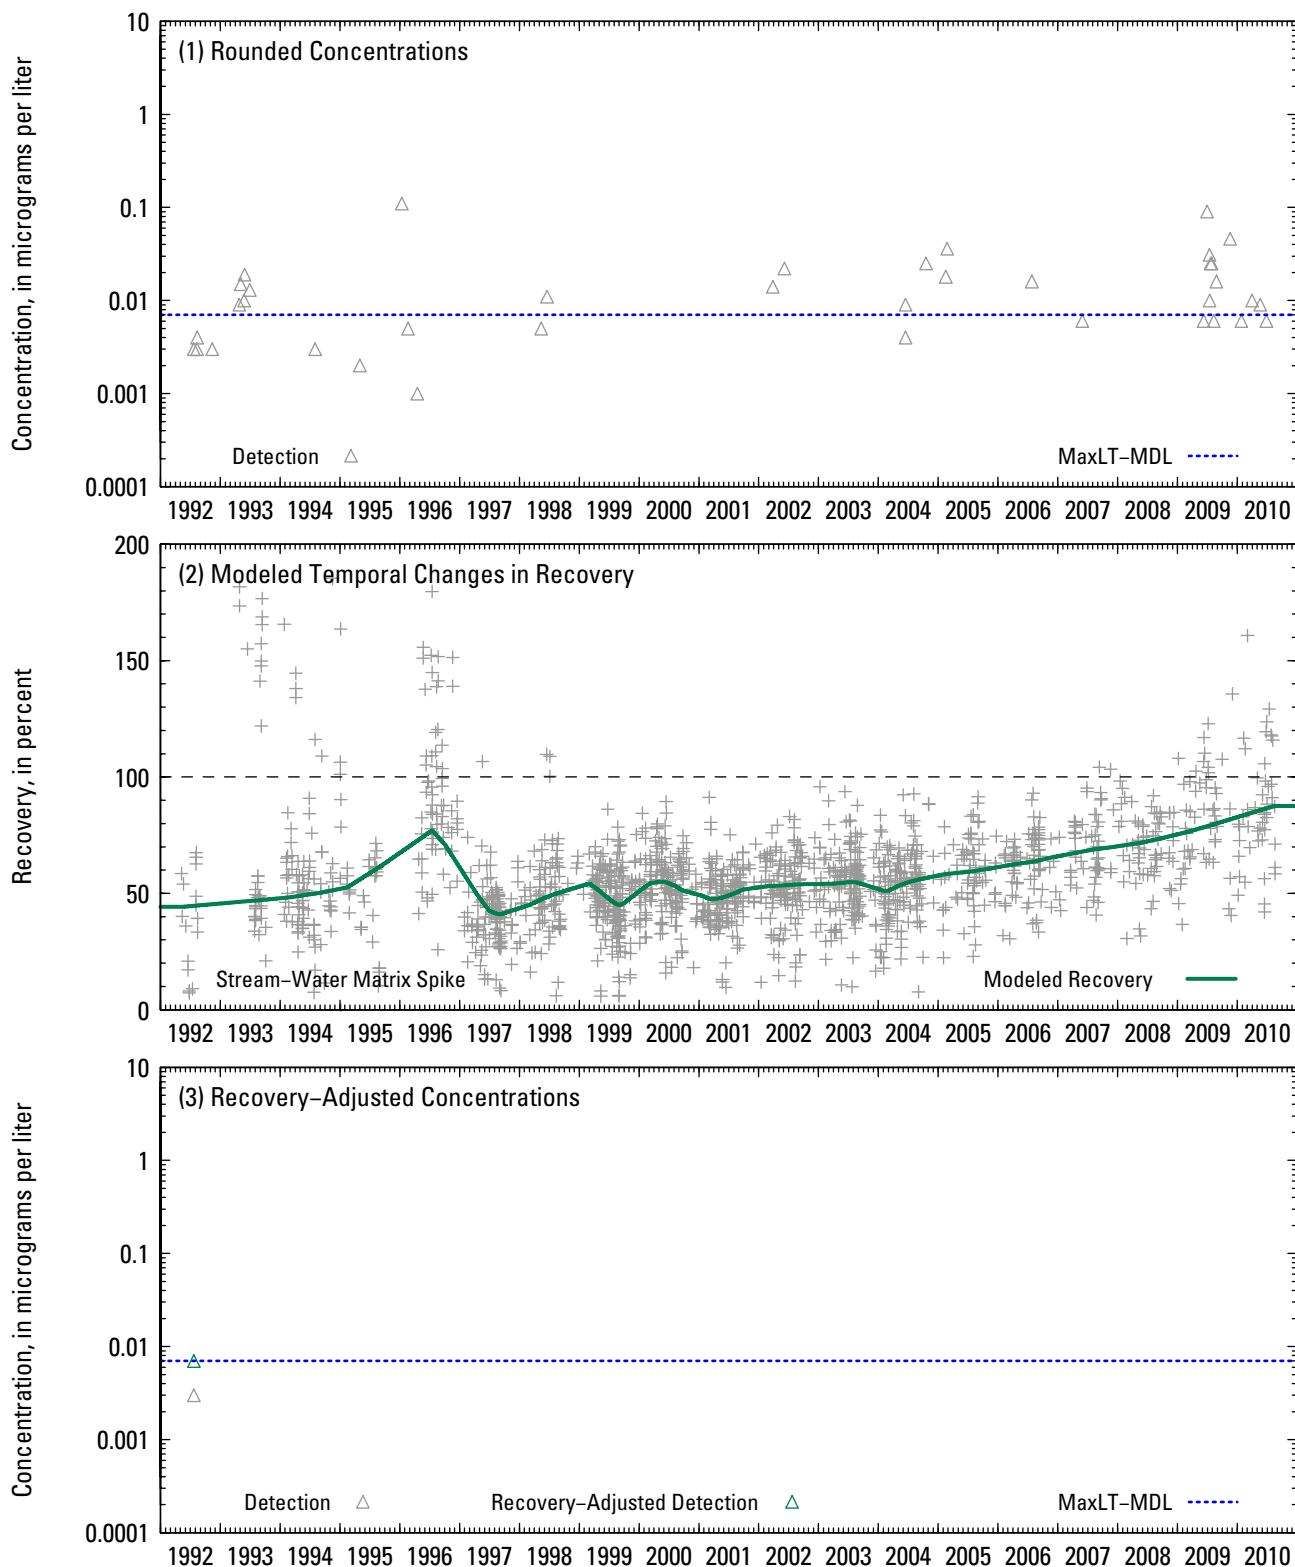 Concentration, in micrograms per liter
(1) Rounded Concentrations
10
1
0.1
0.01
0.001
0.0001
Detection
MaxLT–MDL
1992 1993 1994 1995 1996 1997 1998 1999 2000 2001 2002 2003 2004 2005 2006 2007 2008 2009 2010
Recovery, in percent
(2) Modeled Temporal Changes in Recovery
200
150
100
50
0
Stream–Water Matrix Spike
Modeled Recovery
1992 1993 1994 1995 1996 1997 1998 1999 2000 2001 2002 2003 2004 2005 2006 2007 2008 2009 2010
Concentration, in micrograms per liter
(3) Recovery–Adjusted Concentrations
10
1
0.1
0.01
0.001
0.0001
Detection
Recovery–Adjusted Detection
MaxLT–MDL
1992 1993 1994 1995 1996 1997 1998 1999 2000 2001 2002 2003 2004 2005 2006 2007 2008 2009 2010